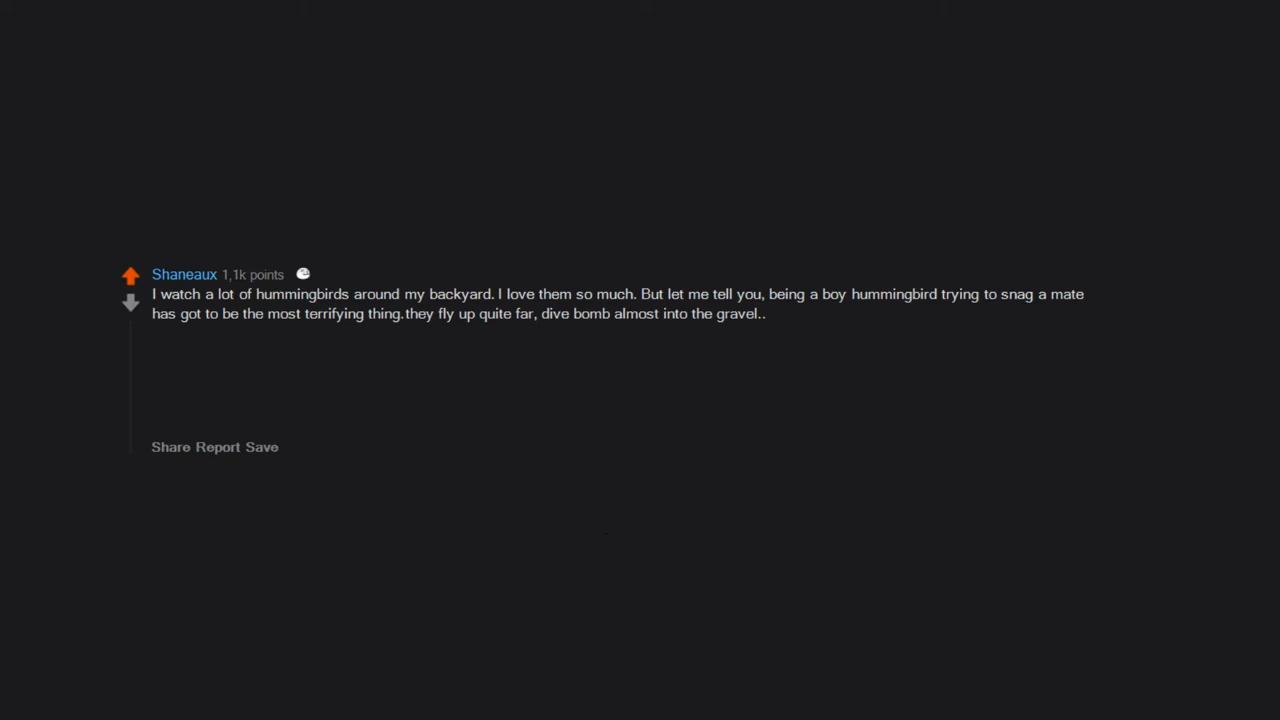 Shaneaux 1,1k points
I watch a lot of hummingbirds around my backyard. I love them so much. But let me tell you, being a boy hummingbird trying to snag a mate
has got to be the most terrifying thing.they fly up quite far, dive bomb almost into the gravel..
Share Report Save